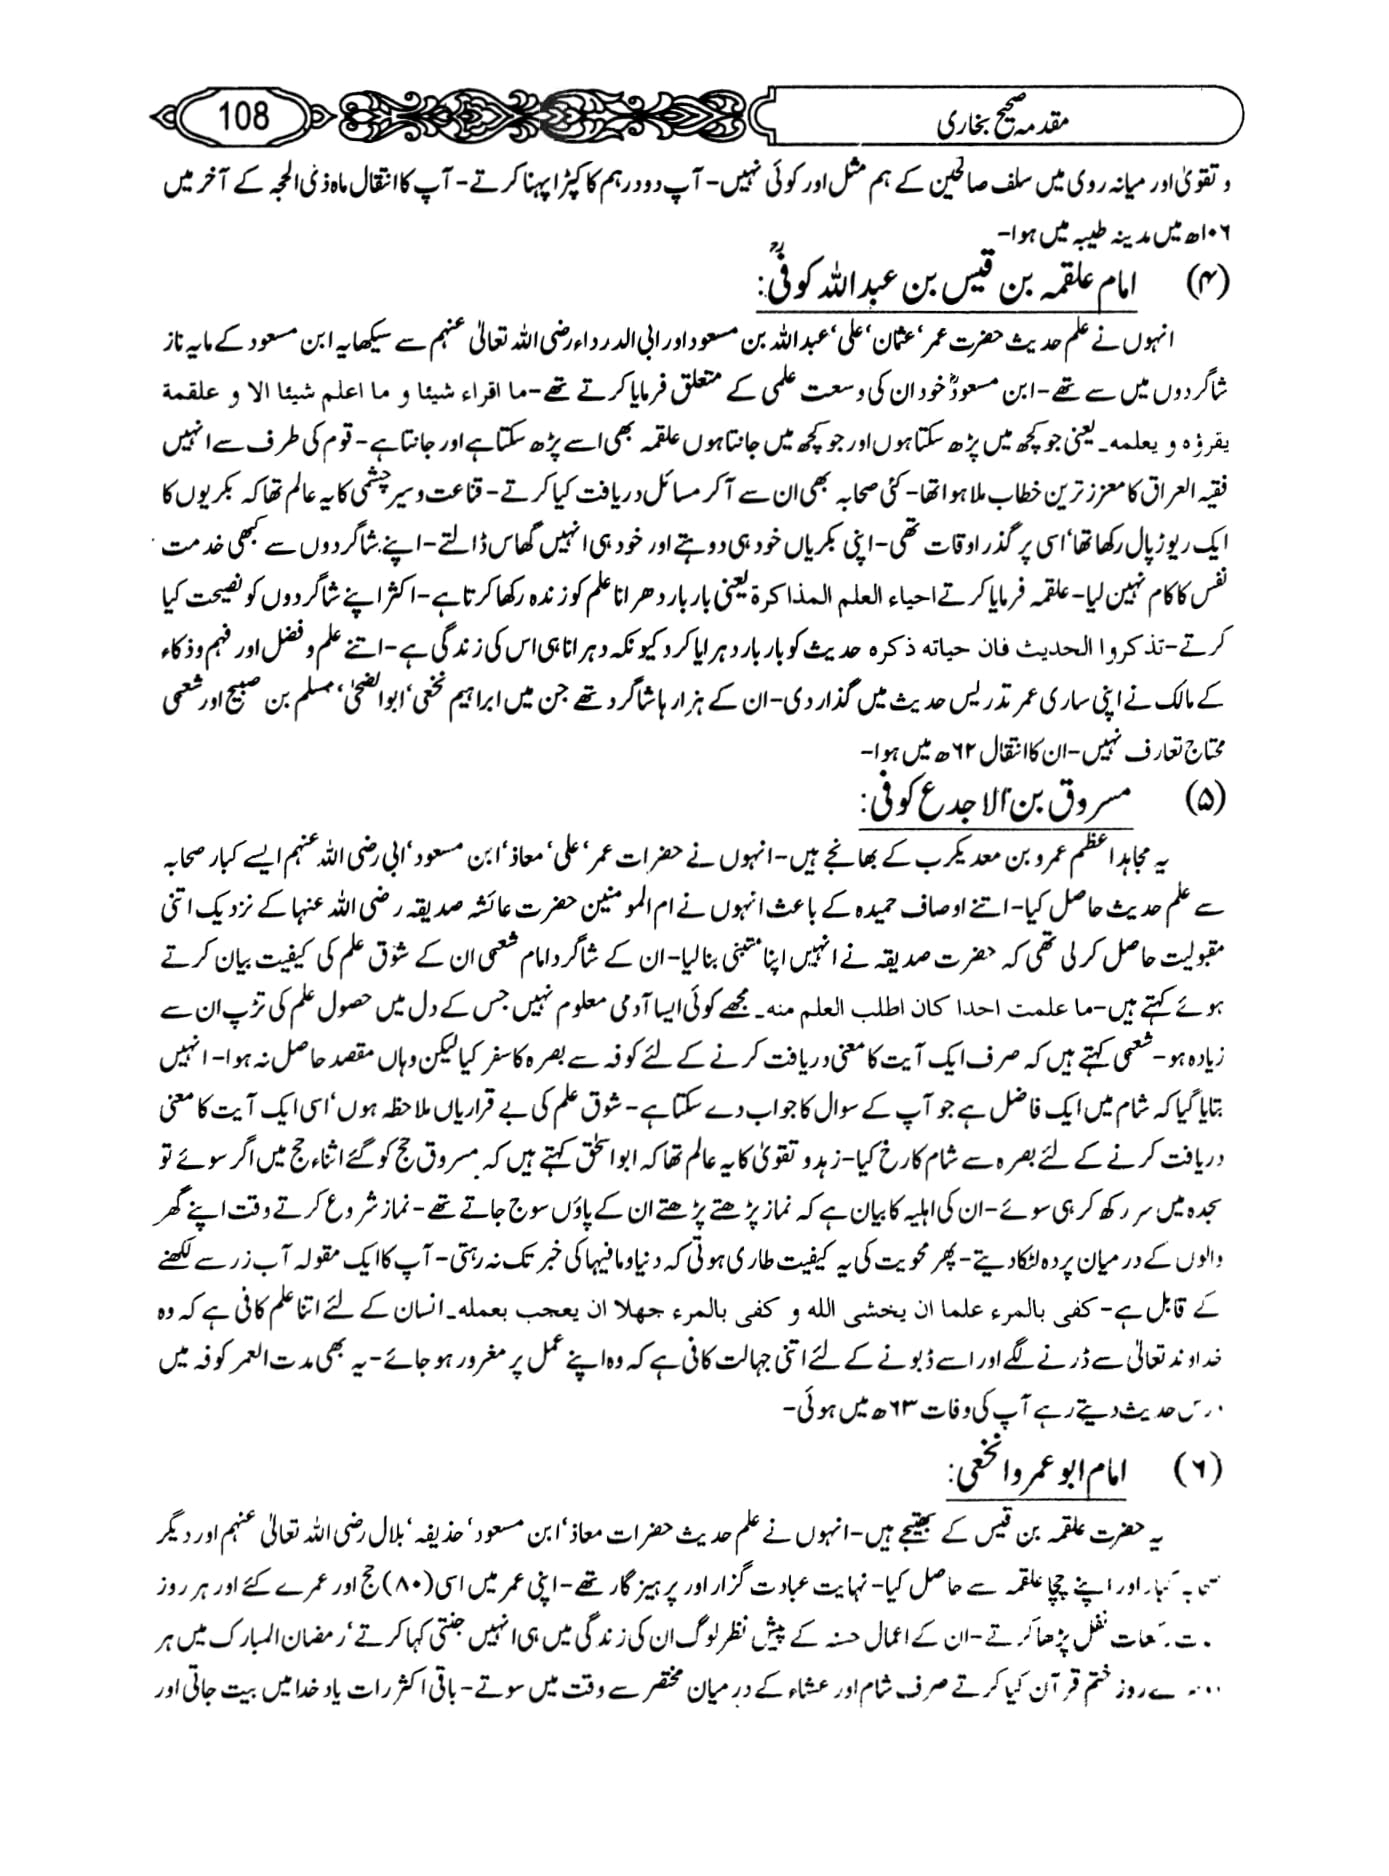 108
مقدمہ صحیح بخاری
و تقویٰ اور میانہ روی میں سلف صالحین کے ہم مثل اور کوئی نہیں۔ آپ دو درہم کا کپڑا پہنا کرتے۔ آپ کا انتقال ماہ ذی الحجہ کے آخر میں
۱۰۶ھ میں مدینہ طیبہ میں ہوا۔
(۴) امام علقمہ بن قیس بن عبداللہ کوفیؒ:
انہوں نے علم حدیث حضرت عمر، عثمان، علی، عبداللہ بن مسعود اور ابی الدرداء رضی اللہ تعالیٰ عنہم سے سیکھا یہ ابن مسعود کے مایہ ناز
شاگردوں میں سے تھے۔ ابن مسعودؓ خود ان کی وسعت علمی کے متعلق فرمایا کرتے تھے۔ ما اقراء شیئا و ما اعلم شیئا الا و علقمة
یقرؤہ و یعلمہ۔ یعنی جو کچھ میں پڑھ سکتا ہوں اور جو کچھ میں جانتا ہوں علقمہ بھی اسے پڑھ سکتا ہے اور جانتا ہے۔ قوم کی طرف سے انہیں
فقیہ العراق کا معزز ترین خطاب ملا ہوا تھا۔ کئی صحابہ بھی ان سے آکر مسائل دریافت کیا کرتے۔ قناعت و سیر چشمی کا یہ عالم تھا کہ بکریوں کا
ایک ریوڑ پال رکھا تھا، اسی پر گذر اوقات تھی۔ اپنی بکریاں خود ہی دوہتے اور خود ہی انہیں گھاس ڈالتے۔ اپنے شاگردوں سے کبھی خدمت
نفس کا کام نہیں لیا۔ علقمہ فرمایا کرتے احیاء العلم المذاکرة یعنی بار بار دھرانا علم کو زندہ رکھا کرتا ہے۔ اکثر اپنے شاگردوں کو نصیحت کیا
کرتے۔ تذکروا الحدیث فان حیاتہ ذکرہ حدیث کو بار بار دہرایا کرو کیونکہ دہرانا ہی اس کی زندگی ہے۔ اتنے علم و فضل اور فہم و ذکاء
کے مالک نے اپنی ساری عمر تدریس حدیث میں گذار دی۔ ان کے ہزارہا شاگرد تھے جن میں ابراہیم نخعی، ابوالضحیٰ، مسلم بن صبیح اور شعبی
محتاج تعارف نہیں۔ ان کا انتقال ۶۲ھ میں ہوا۔
(۵) مسروق بن الاجدع کوفی:
یہ مجاہد اعظم عمرو بن معدیکرب کے بھانجے ہیں۔ انہوں نے حضرات عمر، علی، معاذ، ابن مسعود، ابی رضی اللہ عنہم ایسے کبار صحابہ
سے علم حدیث حاصل کیا۔ اتنے اوصاف حمیدہ کے باعث انہوں نے ام المومنین حضرت عائشہ صدیقہ رضی اللہ عنہا کے نزدیک اتنی
مقبولیت حاصل کر لی تھی کہ حضرت صدیقہ نے انہیں اپنا متبنی بنا لیا۔ ان کے شاگرد امام شعبی ان کے شوق علم کی کیفیت بیان کرتے
ہوئے کہتے ہیں۔ ما علمت احدا کان اطلب العلم منہ۔ مجھے کوئی ایسا آدمی معلوم نہیں جس کے دل میں حصول علم کی تڑپ ان سے
زیادہ ہو۔ شعبی کہتے ہیں کہ صرف ایک آیت کا معنی دریافت کرنے کے لئے کوفہ سے بصرہ کا سفر کیا لیکن وہاں مقصد حاصل نہ ہوا۔ انہیں
بتایا گیا کہ شام میں ایک فاضل ہے جو آپ کے سوال کا جواب دے سکتا ہے۔ شوق علم کی بے قراریاں ملاحظہ ہوں، اسی ایک آیت کا معنی
دریافت کرنے کے لئے بصرہ سے شام کا رخ کیا۔ زہد و تقویٰ کا یہ عالم تھا کہ ابواسحٰق کہتے ہیں کہ مسروق حج کو گئے اثناء حج میں اگر سوئے تو
سجدہ میں سر رکھ کر ہی سوئے۔ ان کی اہلیہ کا بیان ہے کہ نماز پڑھتے پڑھتے ان کے پاؤں سوج جاتے تھے۔ نماز شروع کرتے وقت اپنے گھر
والوں کے درمیان پردہ لٹکا دیتے۔ پھر محویت کی یہ کیفیت طاری ہوتی کہ دنیا و مافیہا کی خبر تک نہ رہتی۔ آپ کا ایک مقولہ آب زر سے لکھنے
کے قابل ہے۔ کفی بالمرء علما ان یخشی اللہ و کفی بالمرء جھلا ان یعجب بعملہ۔ انسان کے لئے اتنا علم کافی ہے کہ وہ
خداوند تعالیٰ سے ڈرنے لگے اور اسے ڈبونے کے لئے اتنی جہالت کافی ہے کہ وہ اپنے عمل پر مغرور ہو جائے۔ یہ بھی مدت العمر کوفہ میں
درس حدیث دیتے رہے آپ کی وفات ۶۳ھ میں ہوئی۔
(۶) امام ابو عمرو النخعی:
یہ حضرت علقمہ بن قیس کے بھتیجے ہیں۔ انہوں نے علم حدیث حضرات معاذ، ابن مسعود، حذیفہ، بلال رضی اللہ تعالیٰ عنہم اور دیگر
صحابہ کبار اور اپنے چچا علقمہ سے حاصل کیا۔ نہایت عبادت گزار اور پرہیز گار تھے۔ اپنی عمر میں اسی (۸۰) حج اور عمرے کئے اور ہر روز
نفل پڑھا کرتے۔ ان کے اعمال حسنہ کے پیش نظر لوگ ان کی زندگی میں ہی انہیں جنتی کہا کرتے، رمضان المبارک میں ہر
روز ختم قرآن کیا کرتے صرف شام اور عشاء کے درمیان مختصر سے وقت میں سوتے۔ باقی اکثر رات یاد خدا میں بیت جاتی اور